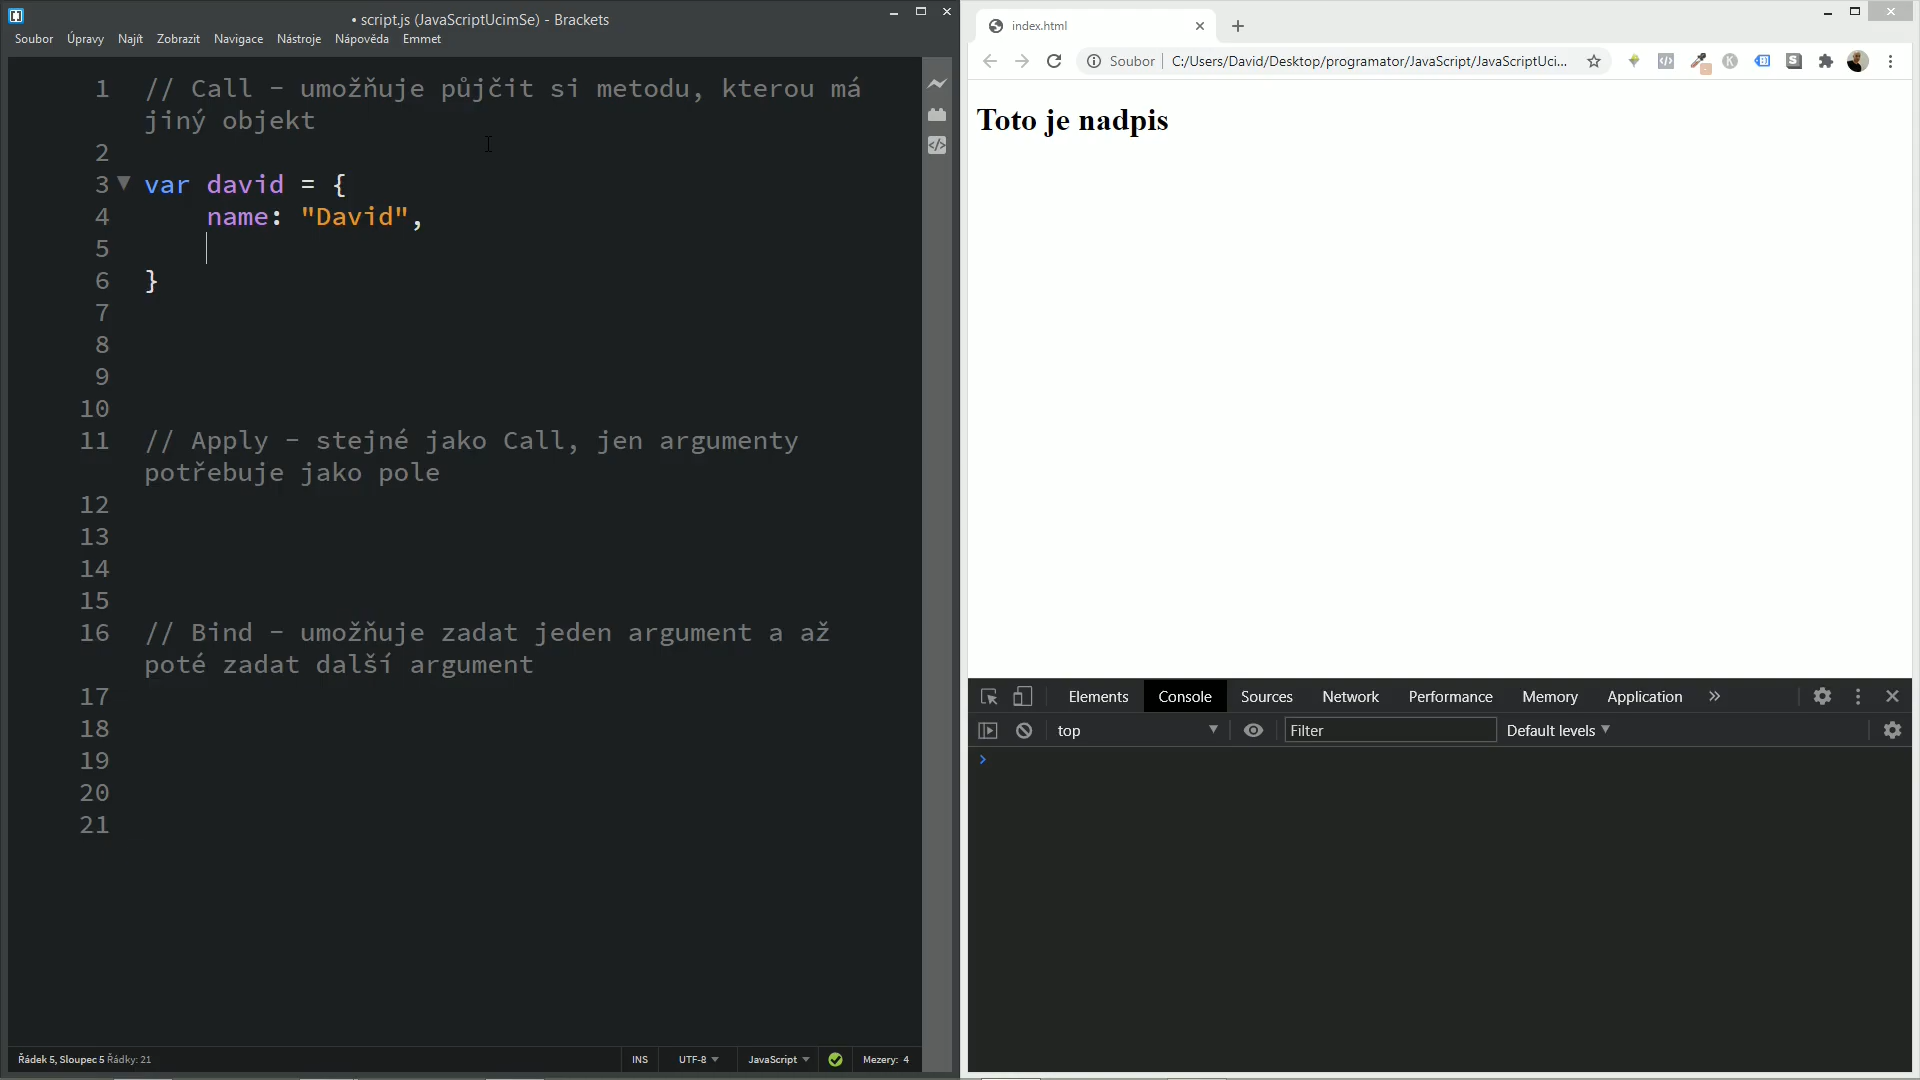 • script.js (JavaScriptUcimSe) - Brackets
Soubor Úpravy Najít Zobrazit Navigace Nástroje Nápověda Emmet
1 // Call - umožňuje půjčit si metodu, kterou má
jiný objekt
2
3 var david = {
4 name: "David",
5
6 }
7
8
9
10
11 // Apply - stejné jako Call, jen argumenty
potřebuje jako pole
12
13
14
15
16 // Bind - umožňuje zadat jeden argument a až
poté zadat další argument
17
18
19
20
21
Řádek 5, Sloupec 5 Řádky: 21
INS UTF-8 JavaScript Mezery: 4
index.html
Soubor C:/Users/David/Desktop/programator/JavaScript/JavaScriptUci...
Toto je nadpis
Elements Console Sources Network Performance Memory Application
top Filter Default levels